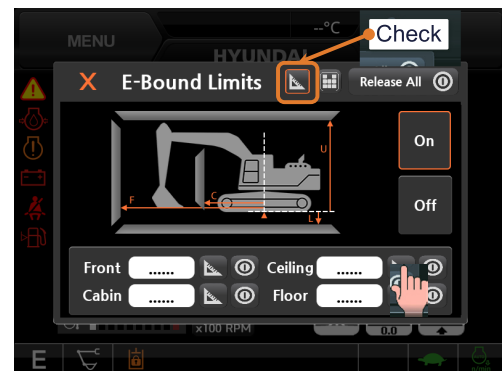 --°C
Check
MENU
HYUNDAI
X E-Bound Limits Release All
U
On
F
C
L
Off
Front ...... Ceiling ......
Cabin ...... Floor ......
x100 RPM 0.0
E